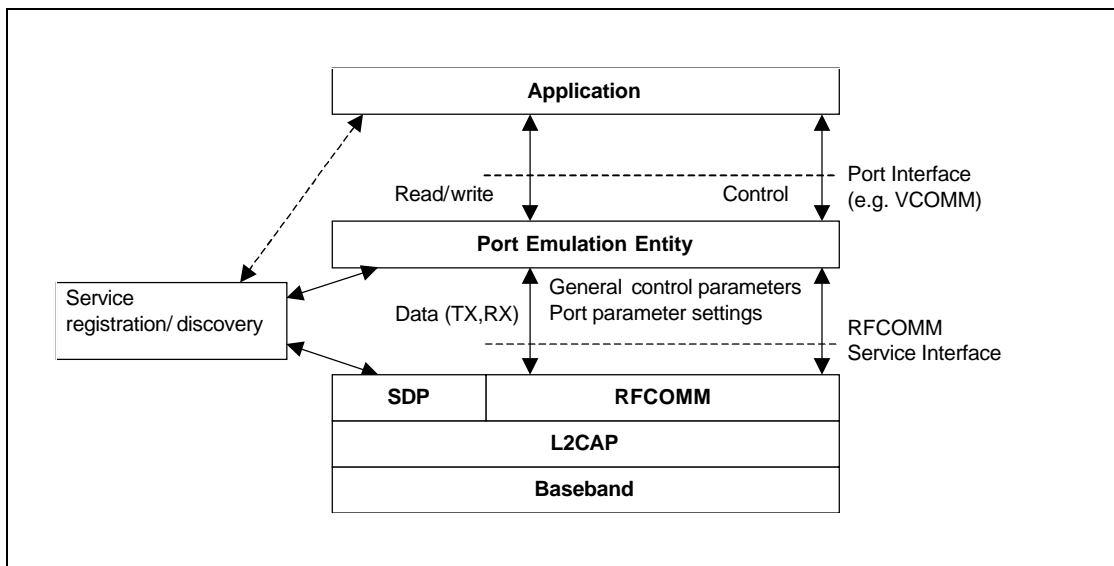 Application
Port Interface
(e.g. VCOMM)
Read/write
Control
Port Emulation Entity
Service
registration/ discovery
General control parameters
Port parameter settings
Data (TX,RX)
RFCOMM
Service Interface
SDP
RFCOMM
L2CAP
Baseband